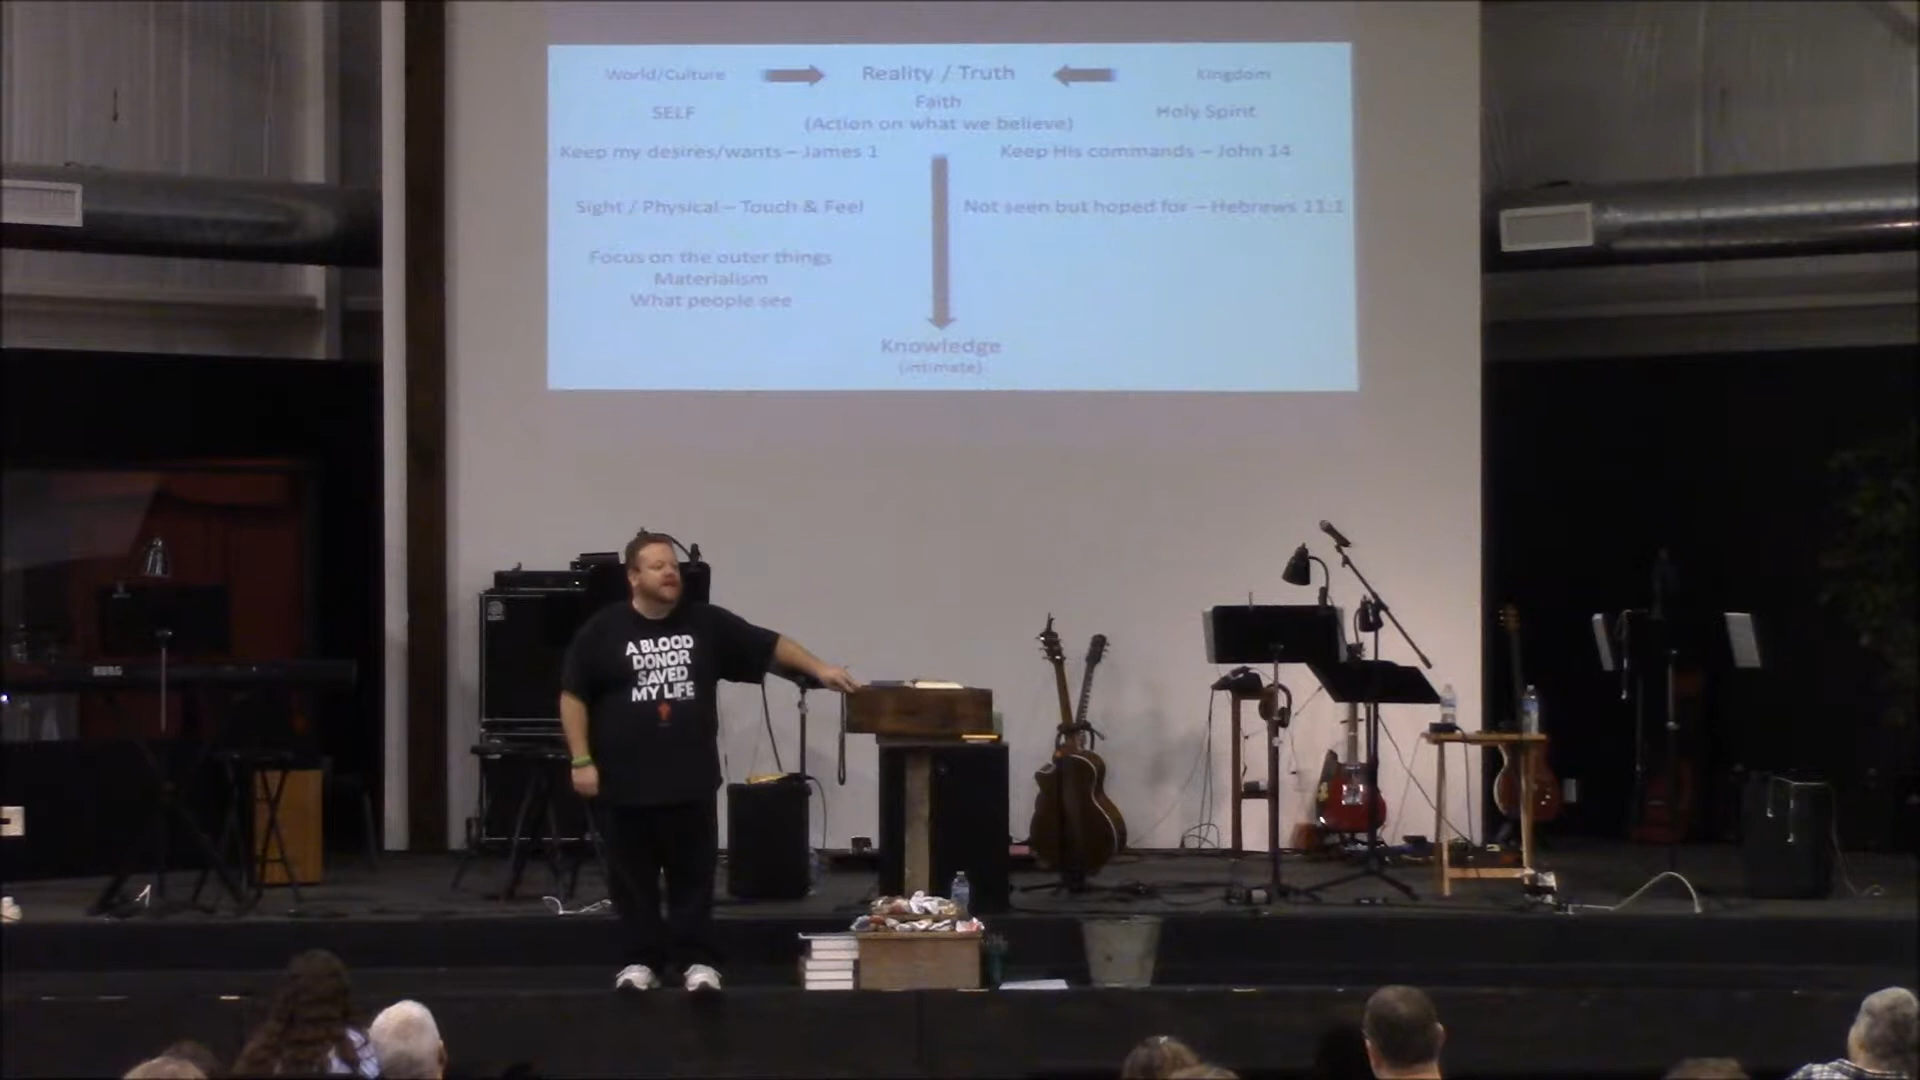 World/Culture
Reality / Truth
Kingdom
SELF
Faith
(Action on what we believe)
Holy Spirit
Keep my desires/wants – James 1
Keep His commands – John 14
Sight / Physical – Touch & Feel
Not seen but hoped for – Hebrews 11:1
Focus on the outer things
Materialism
What people see
Knowledge
(intimate)
A BLOOD
DONOR
SAVED
MY LIFE
KORG